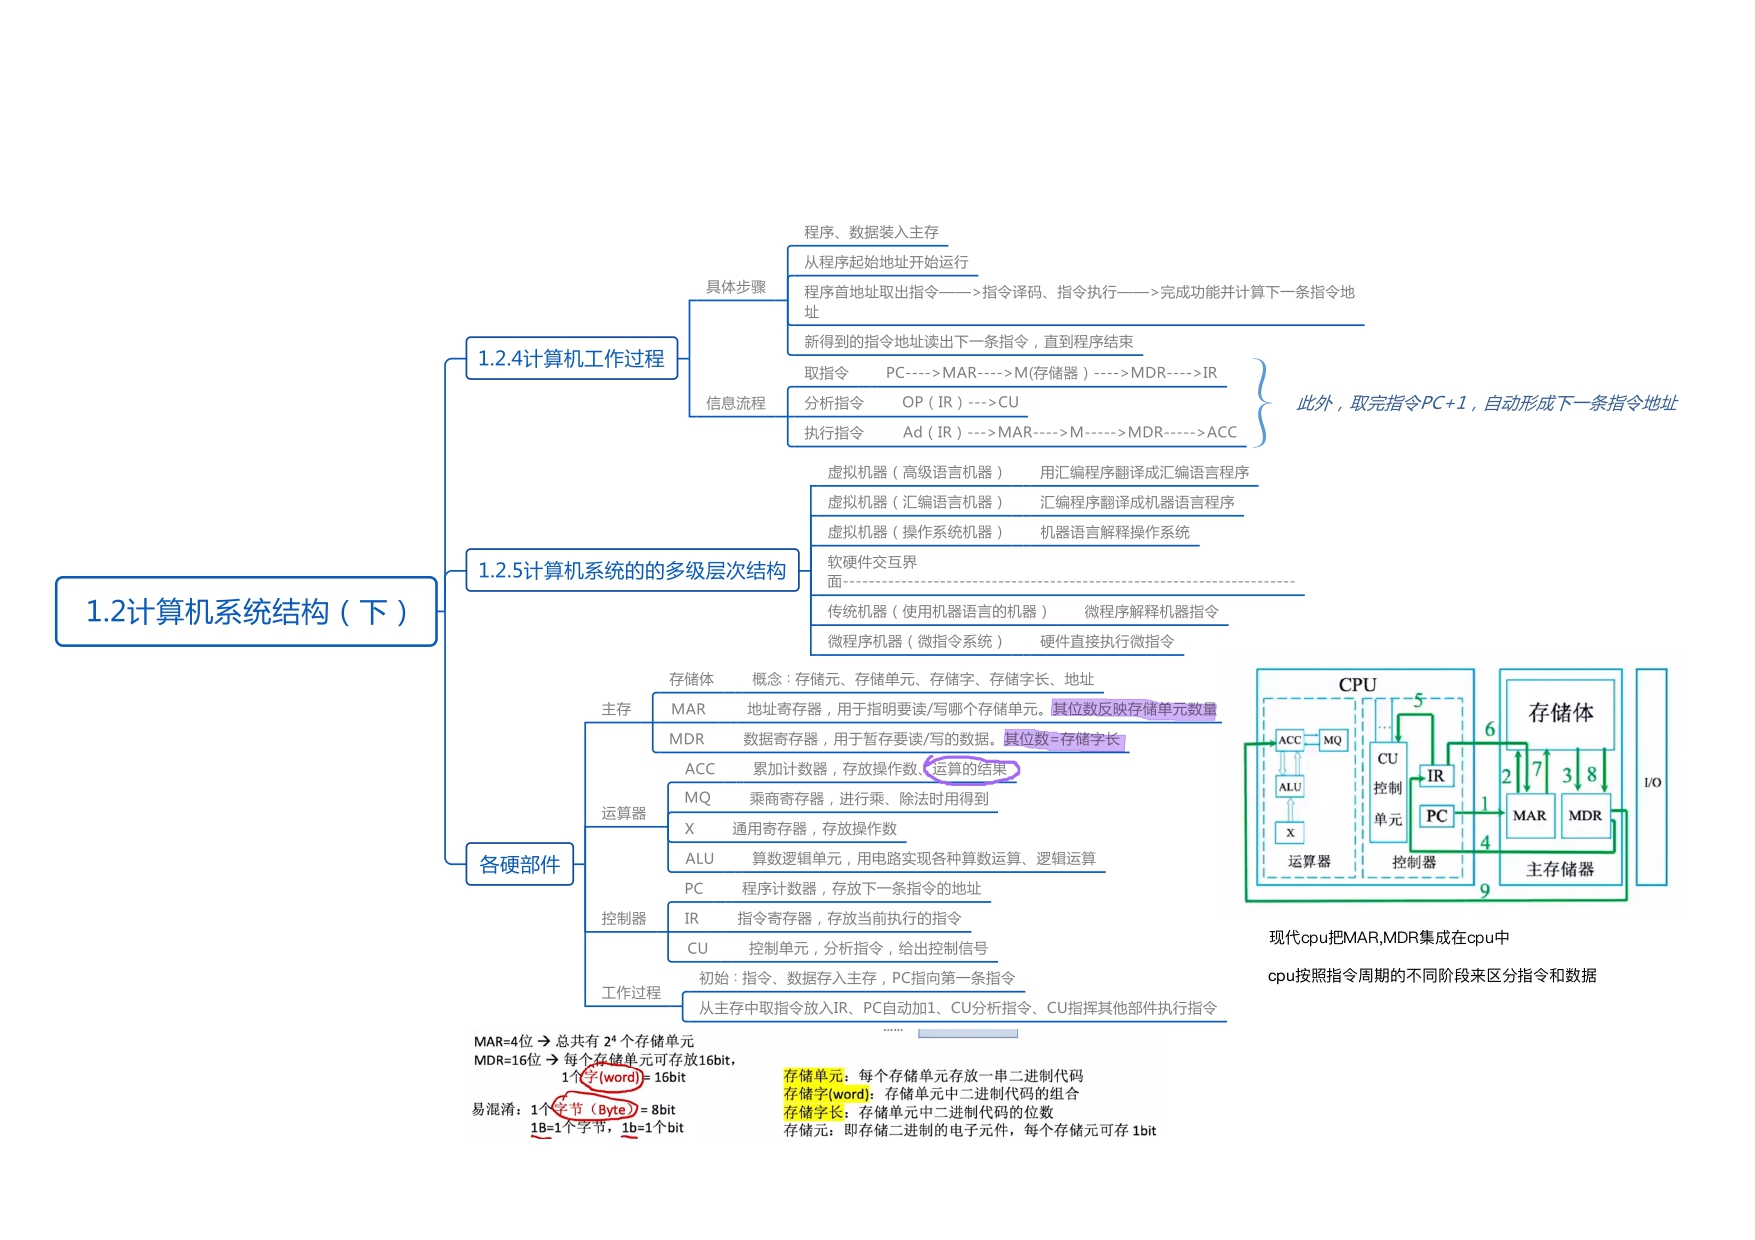 1.2计算机系统结构（下）
1.2.4计算机工作过程
具体步骤
程序、数据装入主存
从程序起始地址开始运行
程序首地址取出指令——>指令译码、指令执行——>完成功能并计算下一条指令地
址
新得到的指令地址读出下一条指令，直到程序结束
信息流程
取指令 PC---->MAR---->M(存储器）---->MDR---->IR
分析指令 OP（IR）--->CU
执行指令 Ad（IR）--->MAR---->M----->MDR----->ACC
此外，取完指令PC+1，自动形成下一条指令地址
1.2.5计算机系统的的多级层次结构
虚拟机器（高级语言机器） 用汇编程序翻译成汇编语言程序
虚拟机器（汇编语言机器） 汇编程序翻译成机器语言程序
虚拟机器（操作系统机器） 机器语言解释操作系统
软硬件交互界
面----------------------------------------------------------------------
传统机器（使用机器语言的机器） 微程序解释机器指令
微程序机器（微指令系统） 硬件直接执行微指令
各硬部件
主存
存储体 概念：存储元、存储单元、存储字、存储字长、地址
MAR 地址寄存器，用于指明要读/写哪个存储单元。其位数反映存储单元数量
MDR 数据寄存器，用于暂存要读/写的数据。其位数=存储字长
运算器
ACC 累加计数器，存放操作数、运算的结果
MQ 乘商寄存器，进行乘、除法时用得到
X 通用寄存器，存放操作数
ALU 算数逻辑单元，用电路实现各种算数运算、逻辑运算
控制器
PC 程序计数器，存放下一条指令的地址
IR 指令寄存器，存放当前执行的指令
CU 控制单元，分析指令，给出控制信号
工作过程
初始：指令、数据存入主存，PC指向第一条指令
从主存中取指令放入IR、PC自动加1、CU分析指令、CU指挥其他部件执行指令
......
CPU
ACC
MQ
ALU
X
运算器
...
CU
控制
单元
IR
PC
控制器
存储体
MAR
MDR
主存储器
I/O
5
6
2
7
3
8
1
4
9
现代cpu把MAR,MDR集成在cpu中
cpu按照指令周期的不同阶段来区分指令和数据
MAR=4位 → 总共有 2⁴ 个存储单元
MDR=16位 → 每个存储单元可存放16bit，
1个字(word) = 16bit
易混淆：1个字节（Byte）= 8bit
1B=1个字节，1b=1个bit
存储单元：每个存储单元存放一串二进制代码
存储字(word)：存储单元中二进制代码的组合
存储字长：存储单元中二进制代码的位数
存储元：即存储二进制的电子元件，每个存储元可存 1bit